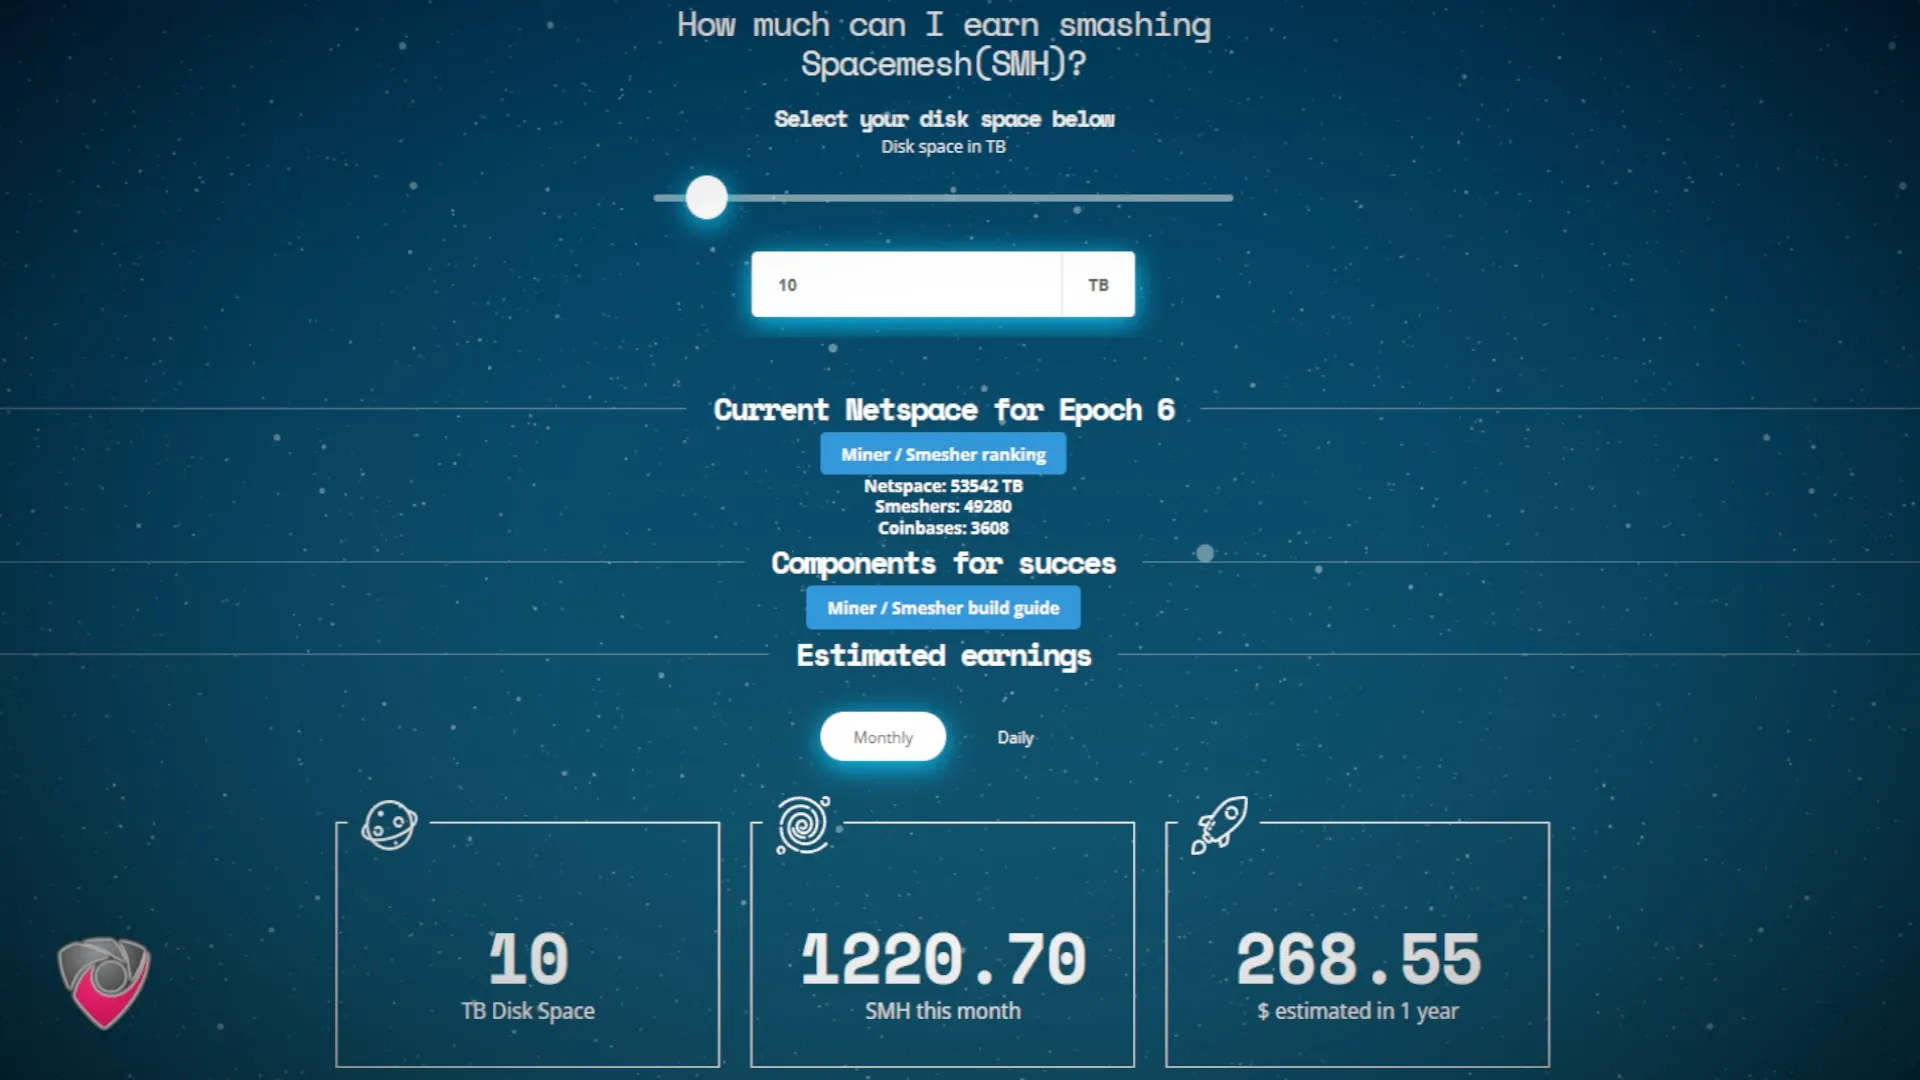 How much can I earn smashing
Spacemesh(SMH)?
Select your disk space below
Disk space in TB
10 TB
Current Netspace for Epoch 6
Miner / Smesher ranking
Netspace: 53542 TB
Smeshers: 49280
Coinbases: 3608
Components for succes
Miner / Smesher build guide
Estimated earnings
Monthly Daily
10 1220.70 268.55
TB Disk Space SMH this month $ estimated in 1 year